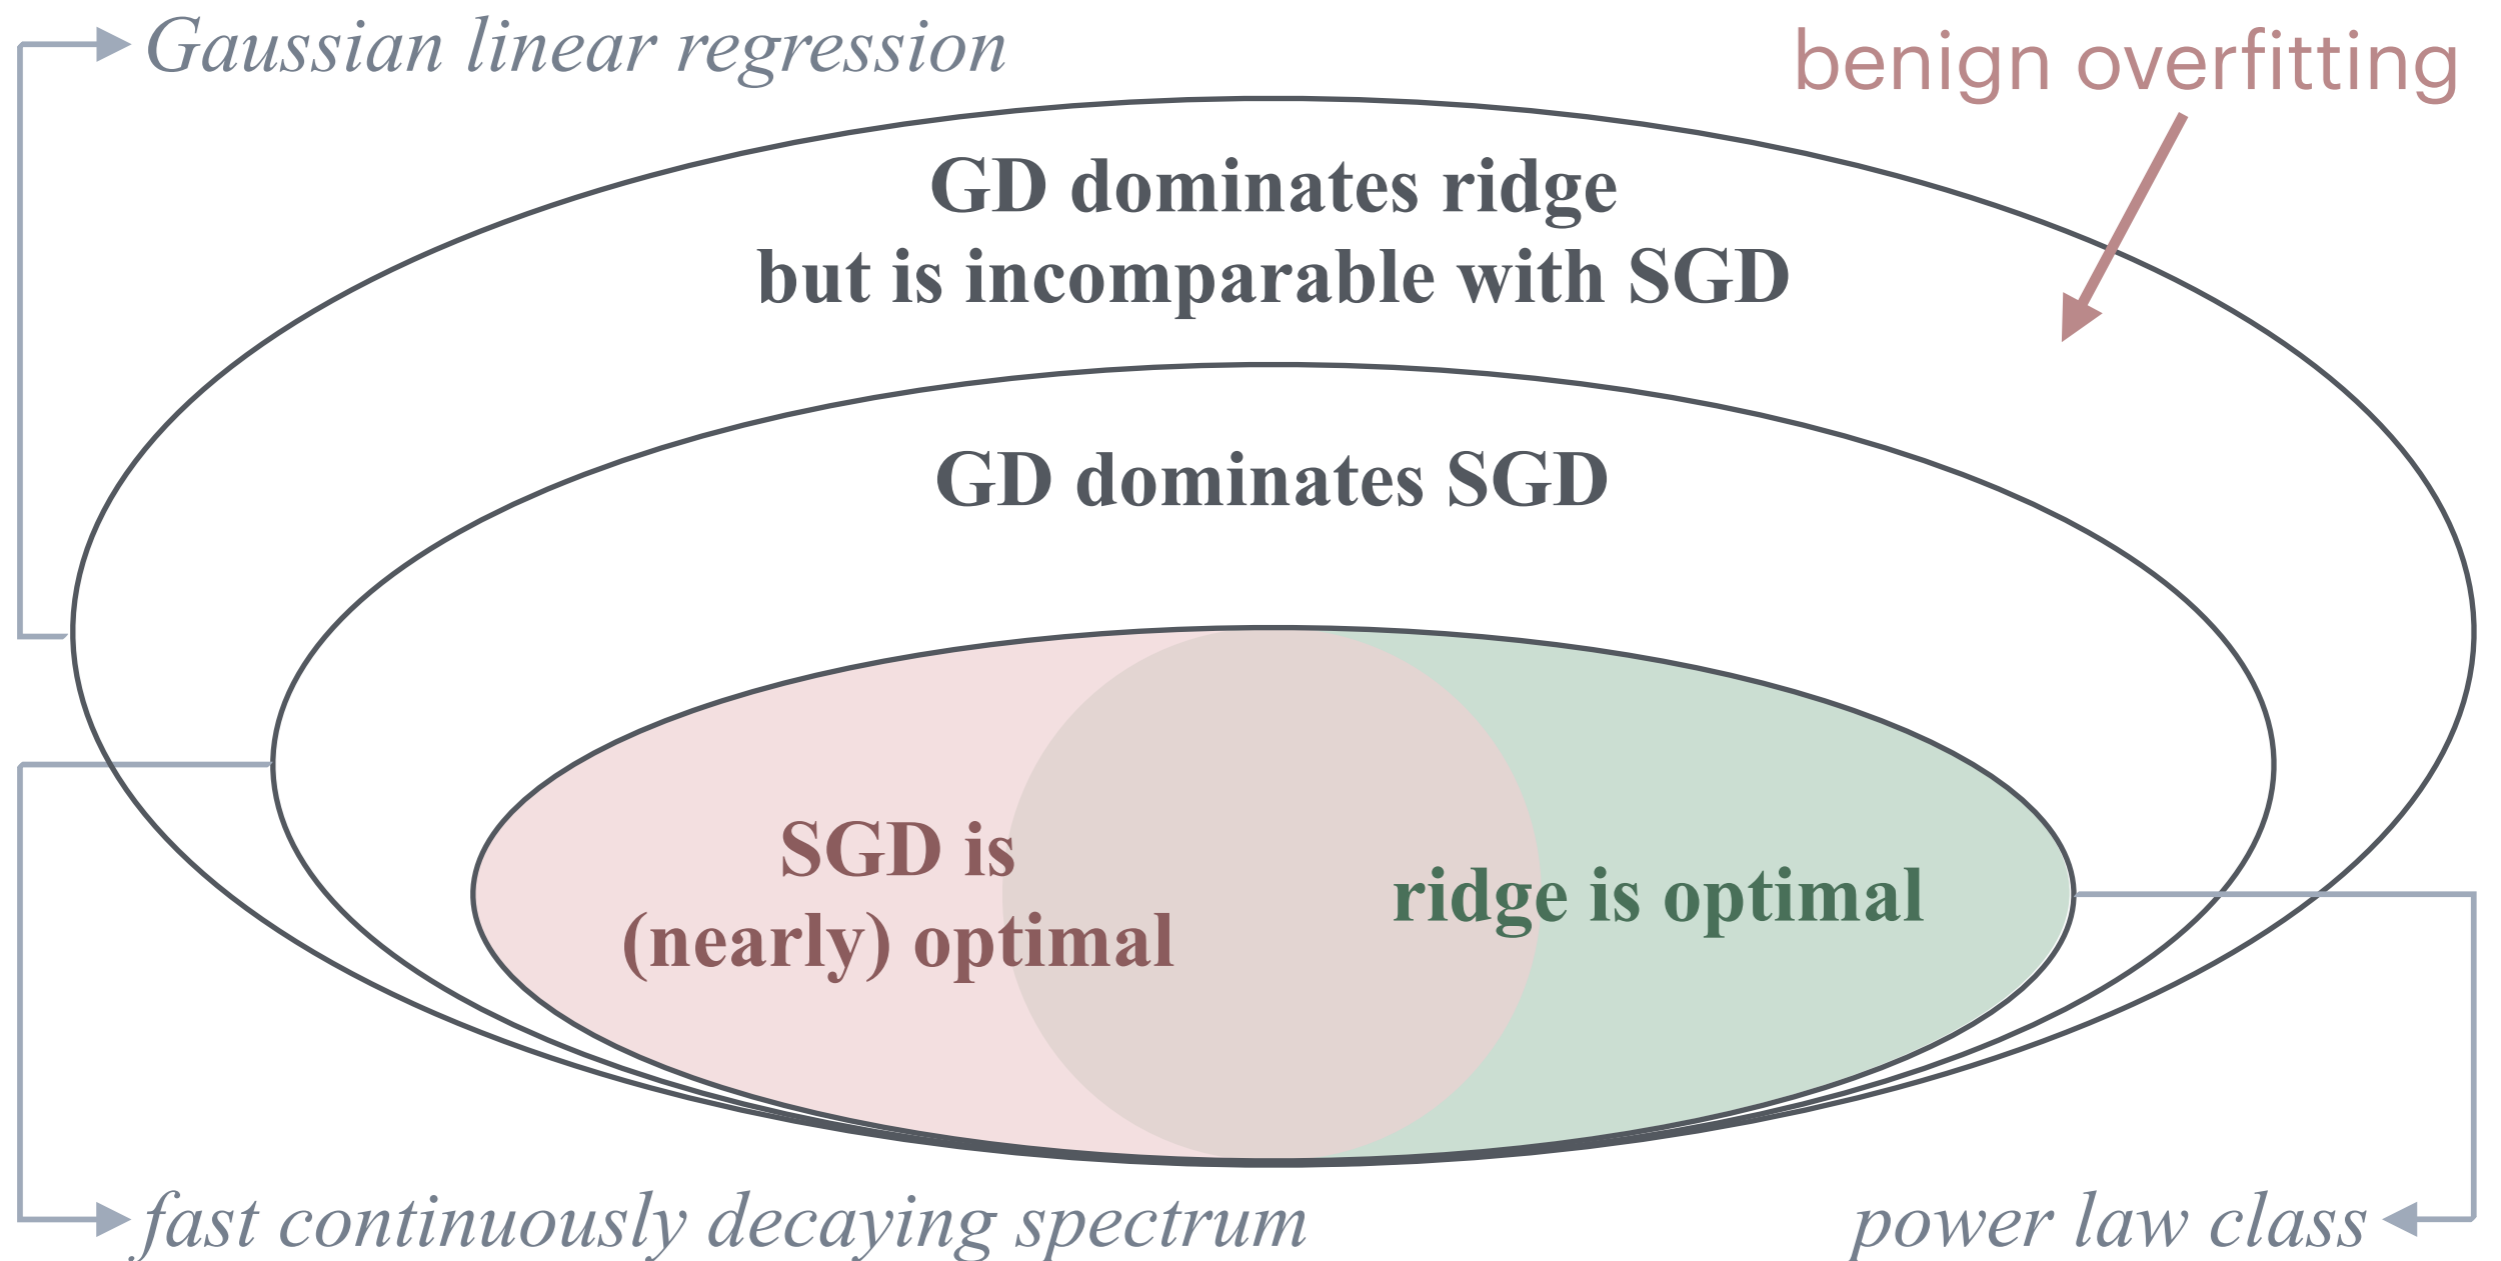 Gaussian linear regression
benign overfitting
GD dominates ridge
but is incomparable with SGD
GD dominates SGD
SGD is
(nearly) optimal
ridge is optimal
fast continuously decaying spectrum
power law class